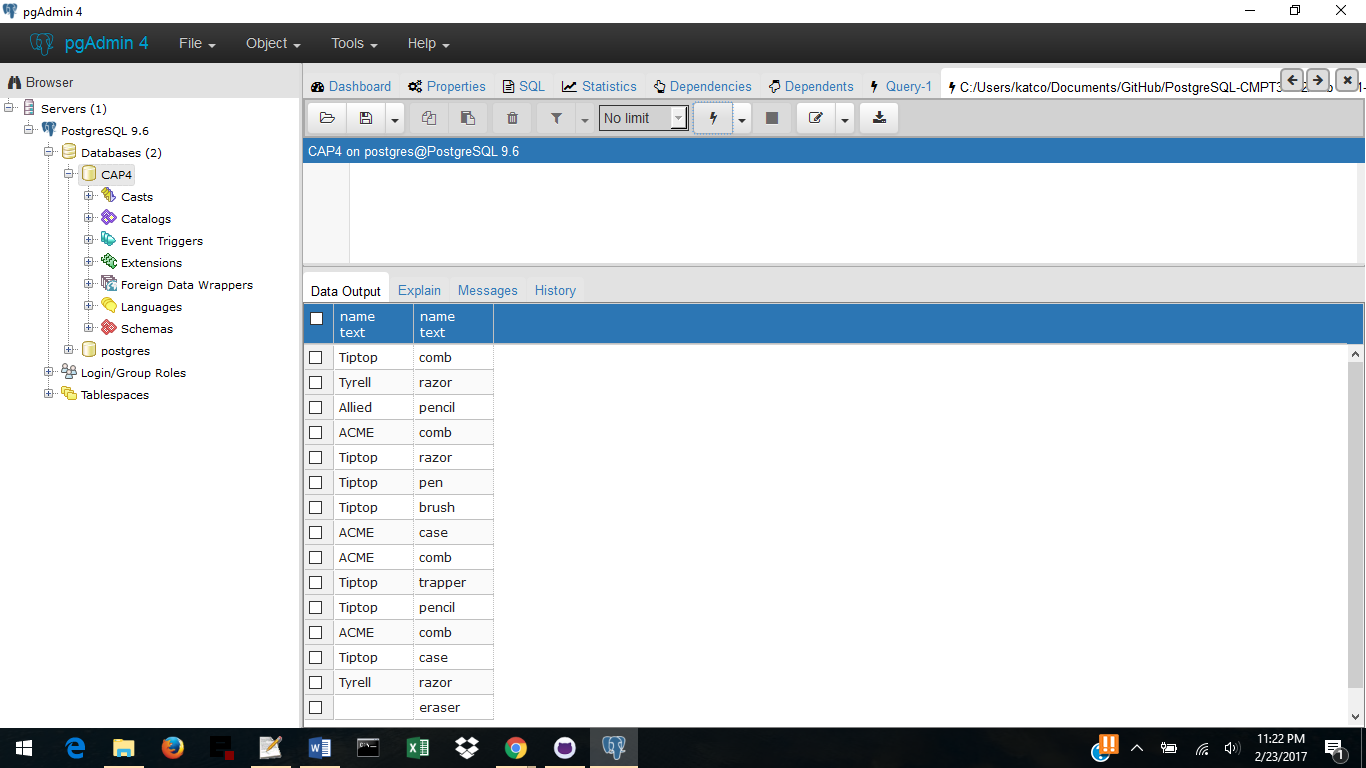 pgAdmin 4
pgAdmin 4 File Object Tools Help
Browser
Servers (1)
PostgreSQL 9.6
Databases (2)
CAP4
Casts
Catalogs
Event Triggers
Extensions
Foreign Data Wrappers
Languages
Schemas
postgres
Login/Group Roles
Tablespaces
Dashboard Properties SQL Statistics Dependencies Dependents Query-1 C:/Users/katco/Documents/GitHub/PostgreSQL-CMPT3
No limit
CAP4 on postgres@PostgreSQL 9.6
Data Output Explain Messages History
name name
text text
Tiptop comb
Tyrell razor
Allied pencil
ACME comb
Tiptop razor
Tiptop pen
Tiptop brush
ACME case
ACME comb
Tiptop trapper
Tiptop pencil
ACME comb
Tiptop case
Tyrell razor
eraser
11:22 PM
2/23/2017
1